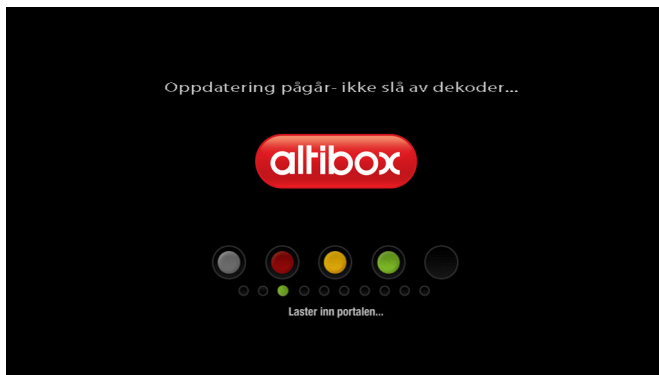 Oppdatering pågår- ikke slå av dekoder...
altibox
Laster inn portalen...